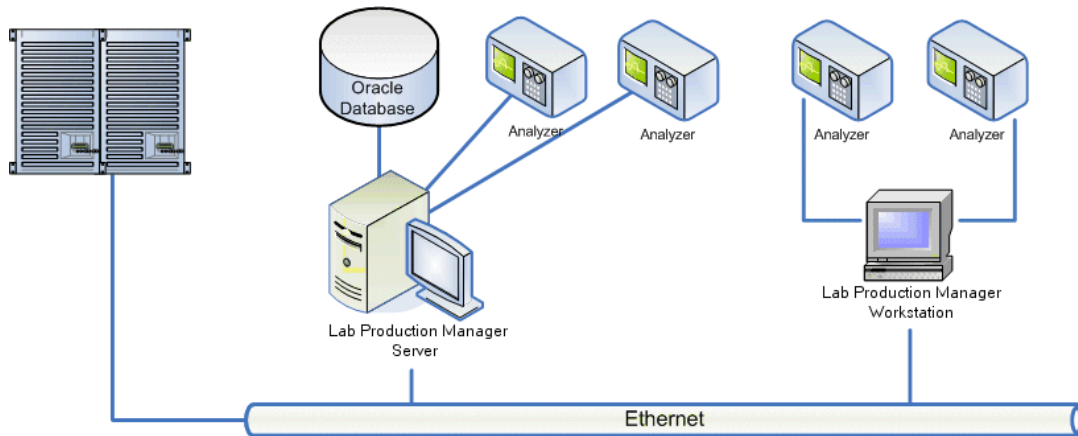 Oracle
Database
Analyzer
Analyzer
Analyzer
Analyzer
Lab Production Manager
Server
Lab Production Manager
Workstation
Ethernet